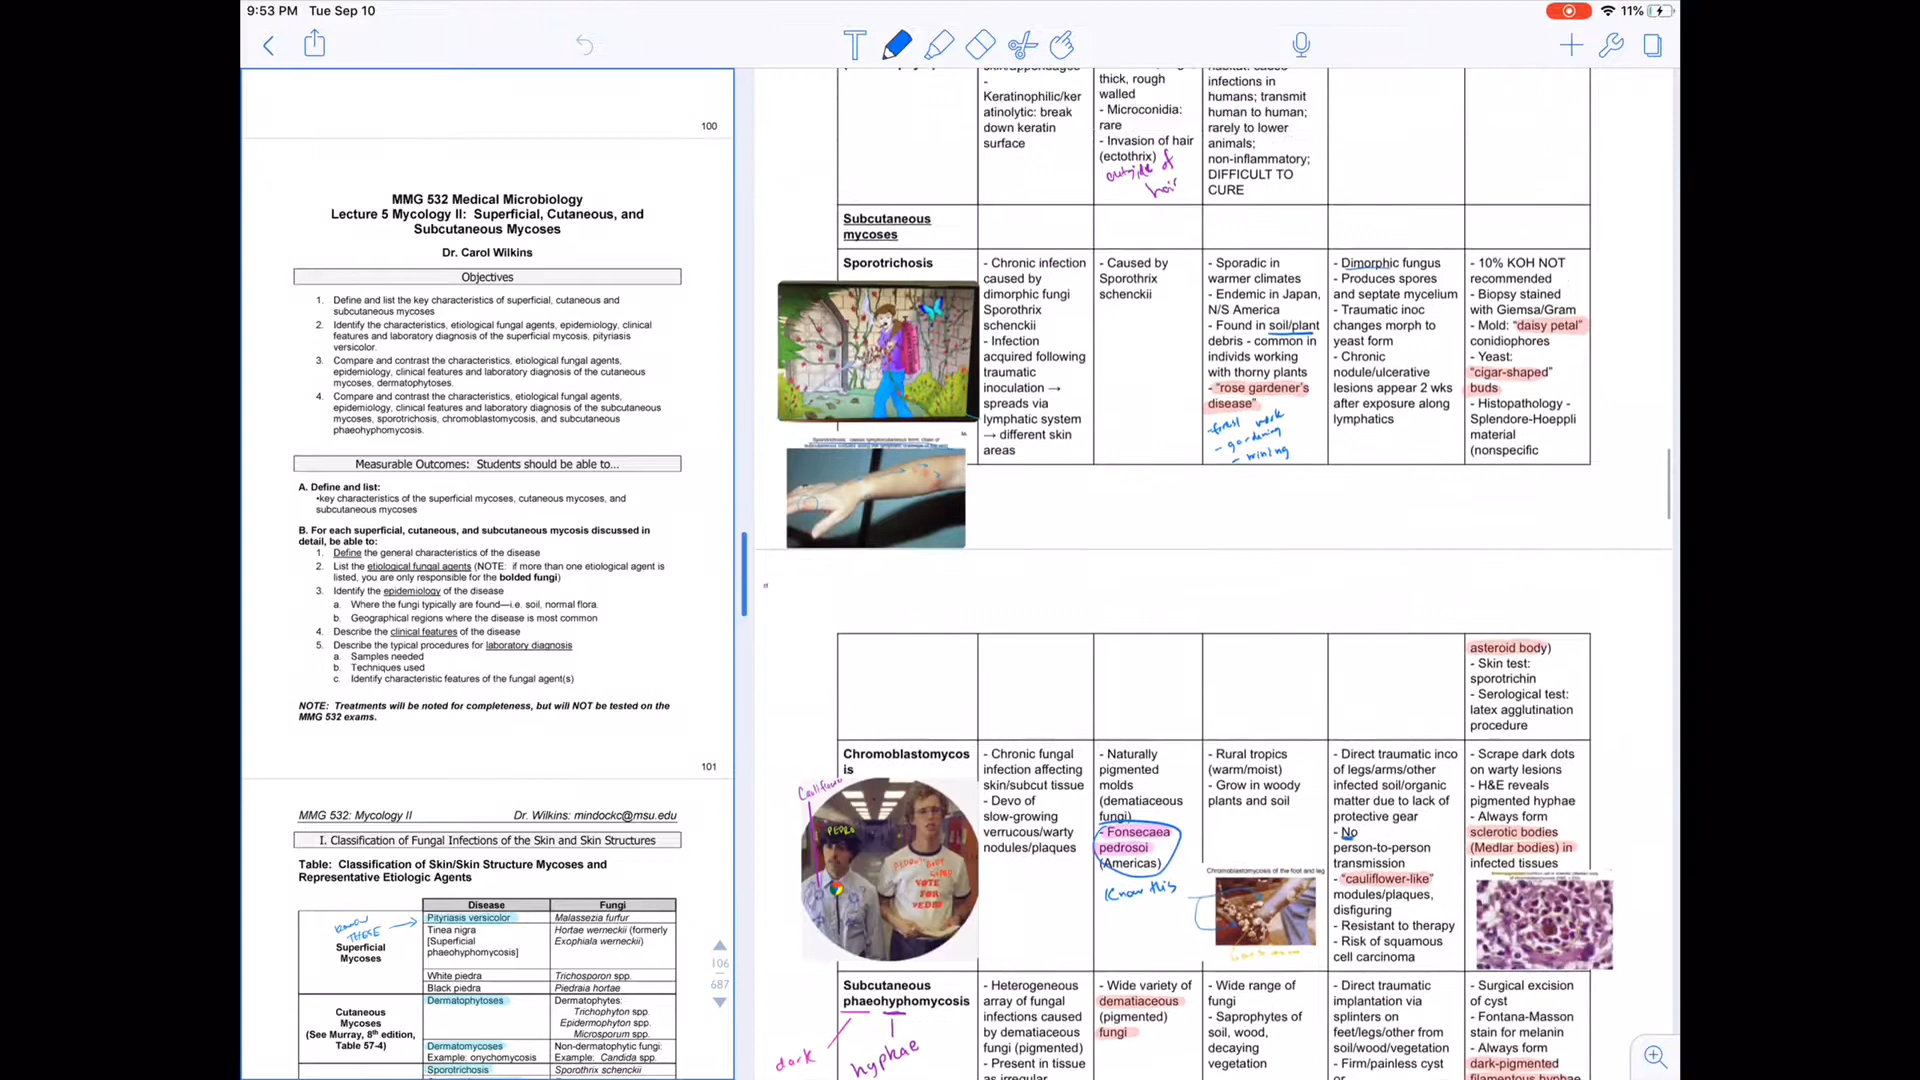 9:53 PM Tue Sep 10
11%
100
MMG 532 Medical Microbiology
Lecture 5 Mycology II: Superficial, Cutaneous, and
Subcutaneous Mycoses
Dr. Carol Wilkins
Objectives
1. Define and list the key characteristics of superficial, cutaneous and
subcutaneous mycoses
2. Identify the characteristics, etiological fungal agents, epidemiology, clinical
features and laboratory diagnosis of the superficial mycosis, pityriasis
versicolor.
3. Compare and contrast the characteristics, etiological fungal agents,
epidemiology, clinical features and laboratory diagnosis of the cutaneous
mycoses, dermatophytoses.
4. Compare and contrast the characteristics, etiological fungal agents,
epidemiology, clinical features and laboratory diagnosis of the subcutaneous
mycoses, sporotrichosis, chromoblastomycosis, and subcutaneous
phaeohyphomycosis.
Measurable Outcomes: Students should be able to...
A. Define and list:
•key characteristics of the superficial mycoses, cutaneous mycoses, and
subcutaneous mycoses
B. For each superficial, cutaneous, and subcutaneous mycosis discussed in
detail, be able to:
1. Define the general characteristics of the disease
2. List the etiological fungal agents (NOTE: if more than one etiological agent is
listed, you are only responsible for the bolded fungi)
3. Identify the epidemiology of the disease
a. Where the fungi typically are found—i.e. soil, normal flora.
b. Geographical regions where the disease is most common
4. Describe the clinical features of the disease
5. Describe the typical procedures for laboratory diagnosis
a. Samples needed
b. Techniques used
c. Identify characteristic features of the fungal agent(s)
NOTE: Treatments will be noted for completeness, but will NOT be tested on the
MMG 532 exams.
101
MMG 532: Mycology II Dr. Wilkins: mindockc@msu.edu
I. Classification of Fungal Infections of the Skin and Skin Structures
Table: Classification of Skin/Skin Structure Mycoses and
Representative Etiologic Agents
Disease Fungi
know
THESE
Superficial
Mycoses
Pityriasis versicolor Malassezia furfur
Tinea nigra Hortae werneckii (formerly
[Superficial Exophiala werneckii)
phaeohyphomycosis]
White piedra Trichosporon spp.
Black piedra Piedraia hortae
Cutaneous
Mycoses
(See Murray, 8th edition,
Table 57-4)
Dermatophytoses Dermatophytes:
Trichophyton spp.
Epidermophyton spp.
Microsporum spp.
Dermatomycoses Non-dermatophytic fungi:
Example: onychomycosis Example: Candida spp.
Sporotrichosis Sporothrix schenckii
106
687
-
Keratinophilic/ker
atinolytic: break
down keratin
surface
thick, rough
walled
- Microconidia:
rare
- Invasion of hair
(ectothrix)
outside of
hair
infections in
humans; transmit
human to human;
rarely to lower
animals;
non-inflammatory;
DIFFICULT TO
CURE
Subcutaneous
mycoses
Sporotrichosis
- Chronic infection
caused by
dimorphic fungi
Sporothrix
schenckii
- Infection
acquired following
traumatic
inoculation →
spreads via
lymphatic system
→ different skin
areas
- Caused by
Sporothrix
schenckii
- Sporadic in
warmer climates
- Endemic in Japan,
N/S America
- Found in soil/plant
debris - common in
individs working
with thorny plants
- “rose gardener's
disease”
work
- gardening
- mining
- Dimorphic fungus
- Produces spores
and septate mycelium
- Traumatic inoc
changes morph to
yeast form
- Chronic
nodule/ulcerative
lesions appear 2 wks
after exposure along
lymphatics
- 10% KOH NOT
recommended
- Biopsy stained
with Giemsa/Gram
- Mold: “daisy petal”
conidiophores
- Yeast:
“cigar-shaped”
buds
- Histopathology -
Splendore-Hoeppli
material
(nonspecific
asteroid body)
- Skin test:
sporotrichin
- Serological test:
latex agglutination
procedure
Chromoblastomycos
is
Cauliflower
PEDRO
VOTE
FOR
PEDRO
- Chronic fungal
infection affecting
skin/subcut tissue
- Devo of
slow-growing
verrucous/warty
nodules/plaques
- Naturally
pigmented
molds
(dematiaceous
fungi)
- Fonsecaea
pedrosoi
(Americas)
Know this
- Rural tropics
(warm/moist)
- Grow in woody
plants and soil
Chromoblastomycosis of the foot and leg
- Direct traumatic inco
of legs/arms/other
infected soil/organic
matter due to lack of
protective gear
- No
person-to-person
transmission
- “cauliflower-like”
modules/plaques,
disfiguring
- Resistant to therapy
- Risk of squamous
cell carcinoma
- Scrape dark dots
on warty lesions
- H&E reveals
pigmented hyphae
- Always form
sclerotic bodies
(Medlar bodies) in
infected tissues
Subcutaneous
phaeohyphomycosis
dark
hyphae
- Heterogeneous
array of fungal
infections caused
by dematiaceous
fungi (pigmented)
- Present in tissue
as irregular
- Wide variety of
dematiaceous
(pigmented)
fungi
- Wide range of
fungi
- Saprophytes of
soil, wood,
decaying
vegetation
- Direct traumatic
implantation via
splinters on
feet/legs/other from
soil/wood/vegetation
- Firm/painless cyst
or
- Surgical excision
of cyst
- Fontana-Masson
stain for melanin
- Always form
dark-pigmented
filamentous hyphae